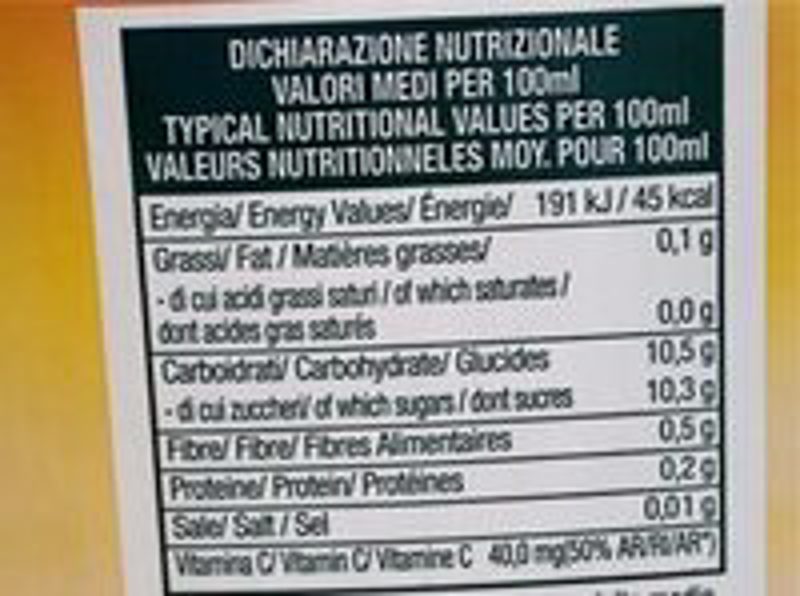 DICHIARAZIONE NUTRIZIONALE
VALORI MEDI PER 100ml
TYPICAL NUTRITIONAL VALUES PER 100ml
VALEURS NUTRITIONNELES MOY. POUR 100ml
Energia/ Energy Values/ Énergie/ 191 kJ / 45 kcal
Grassi/ Fat / Matières grasses/ 0,1 g
- di cui acidi grassi saturi / of which saturates /
dont acides gras saturés 0,0 g
Carboidrati/ Carbohydrate/ Glucides 10,5 g
- di cui zuccheri/ of which sugars / dont sucres 10,3 g
Fibre/ Fibre/ Fibres Alimentaires 0,5 g
Proteine/ Protein/ Protéines 0,2 g
Sale/ Salt / Sel 0,01 g
Vitamina C/ Vitamin C/ Vitamine C 40,0 mg(50% AR/RI/AR*)